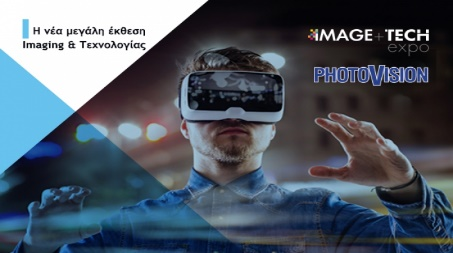 Η νέα μεγάλη έκθεση
Imaging & Τεχνολογίας
iMAGE+TECH
expo
PHOTOVISION